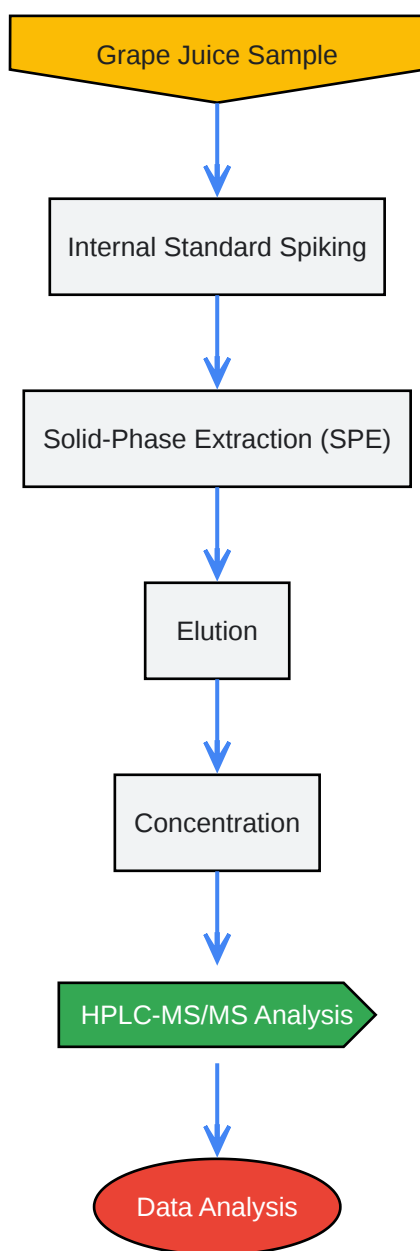 Grape Juice Sample
Internal Standard Spiking
Solid-Phase Extraction (SPE)
Elution
Concentration
HPLC-MS/MS Analysis
Data Analysis